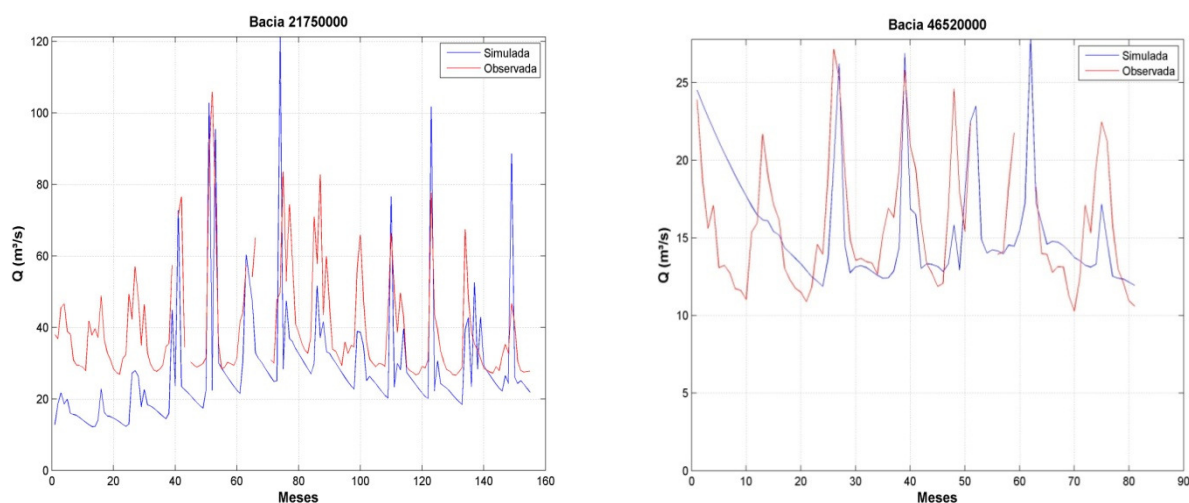 Bacia 21750000
Simulada
Observada
Q (m³/s)
120
100
80
60
40
20
0
0 20 40 60 80 100 120 140 160
Meses
Bacia 46520000
Simulada
Observada
Q (m³/s)
25
20
15
10
5
0
0 10 20 30 40 50 60 70 80 90
Meses